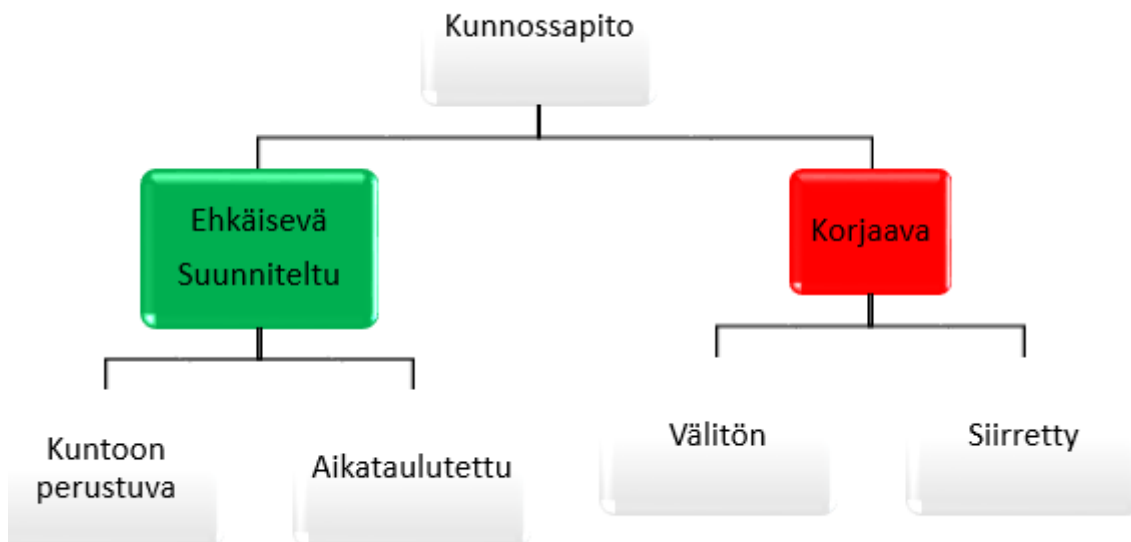 Kunnossapito
Ehkäisevä
Suunniteltu
Korjaava
Kuntoon
perustuva
Aikataulutettu
Välitön
Siirretty